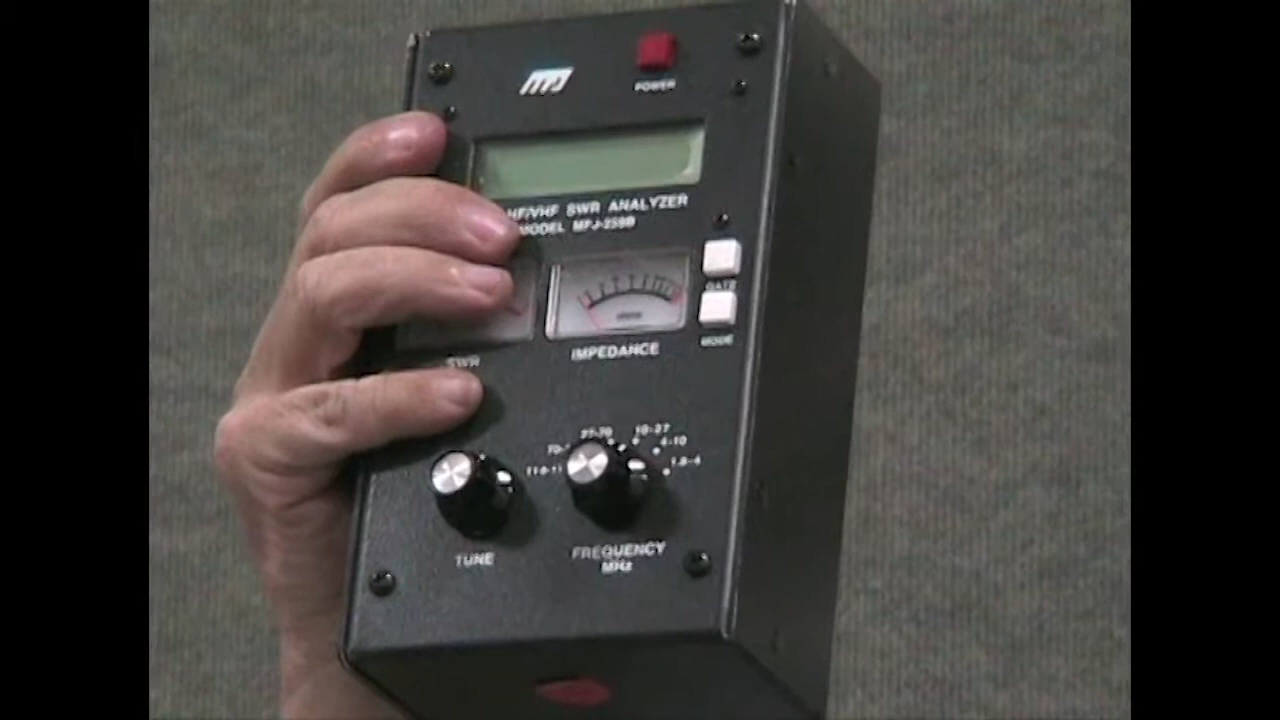 MFJ
POWER
HF/VHF SWR ANALYZER
MODEL MFJ-259B
GATE
MODE
SWR
IMPEDANCE
27-70
10-27
4-10
1.8-4
TUNE
FREQUENCY
MHz